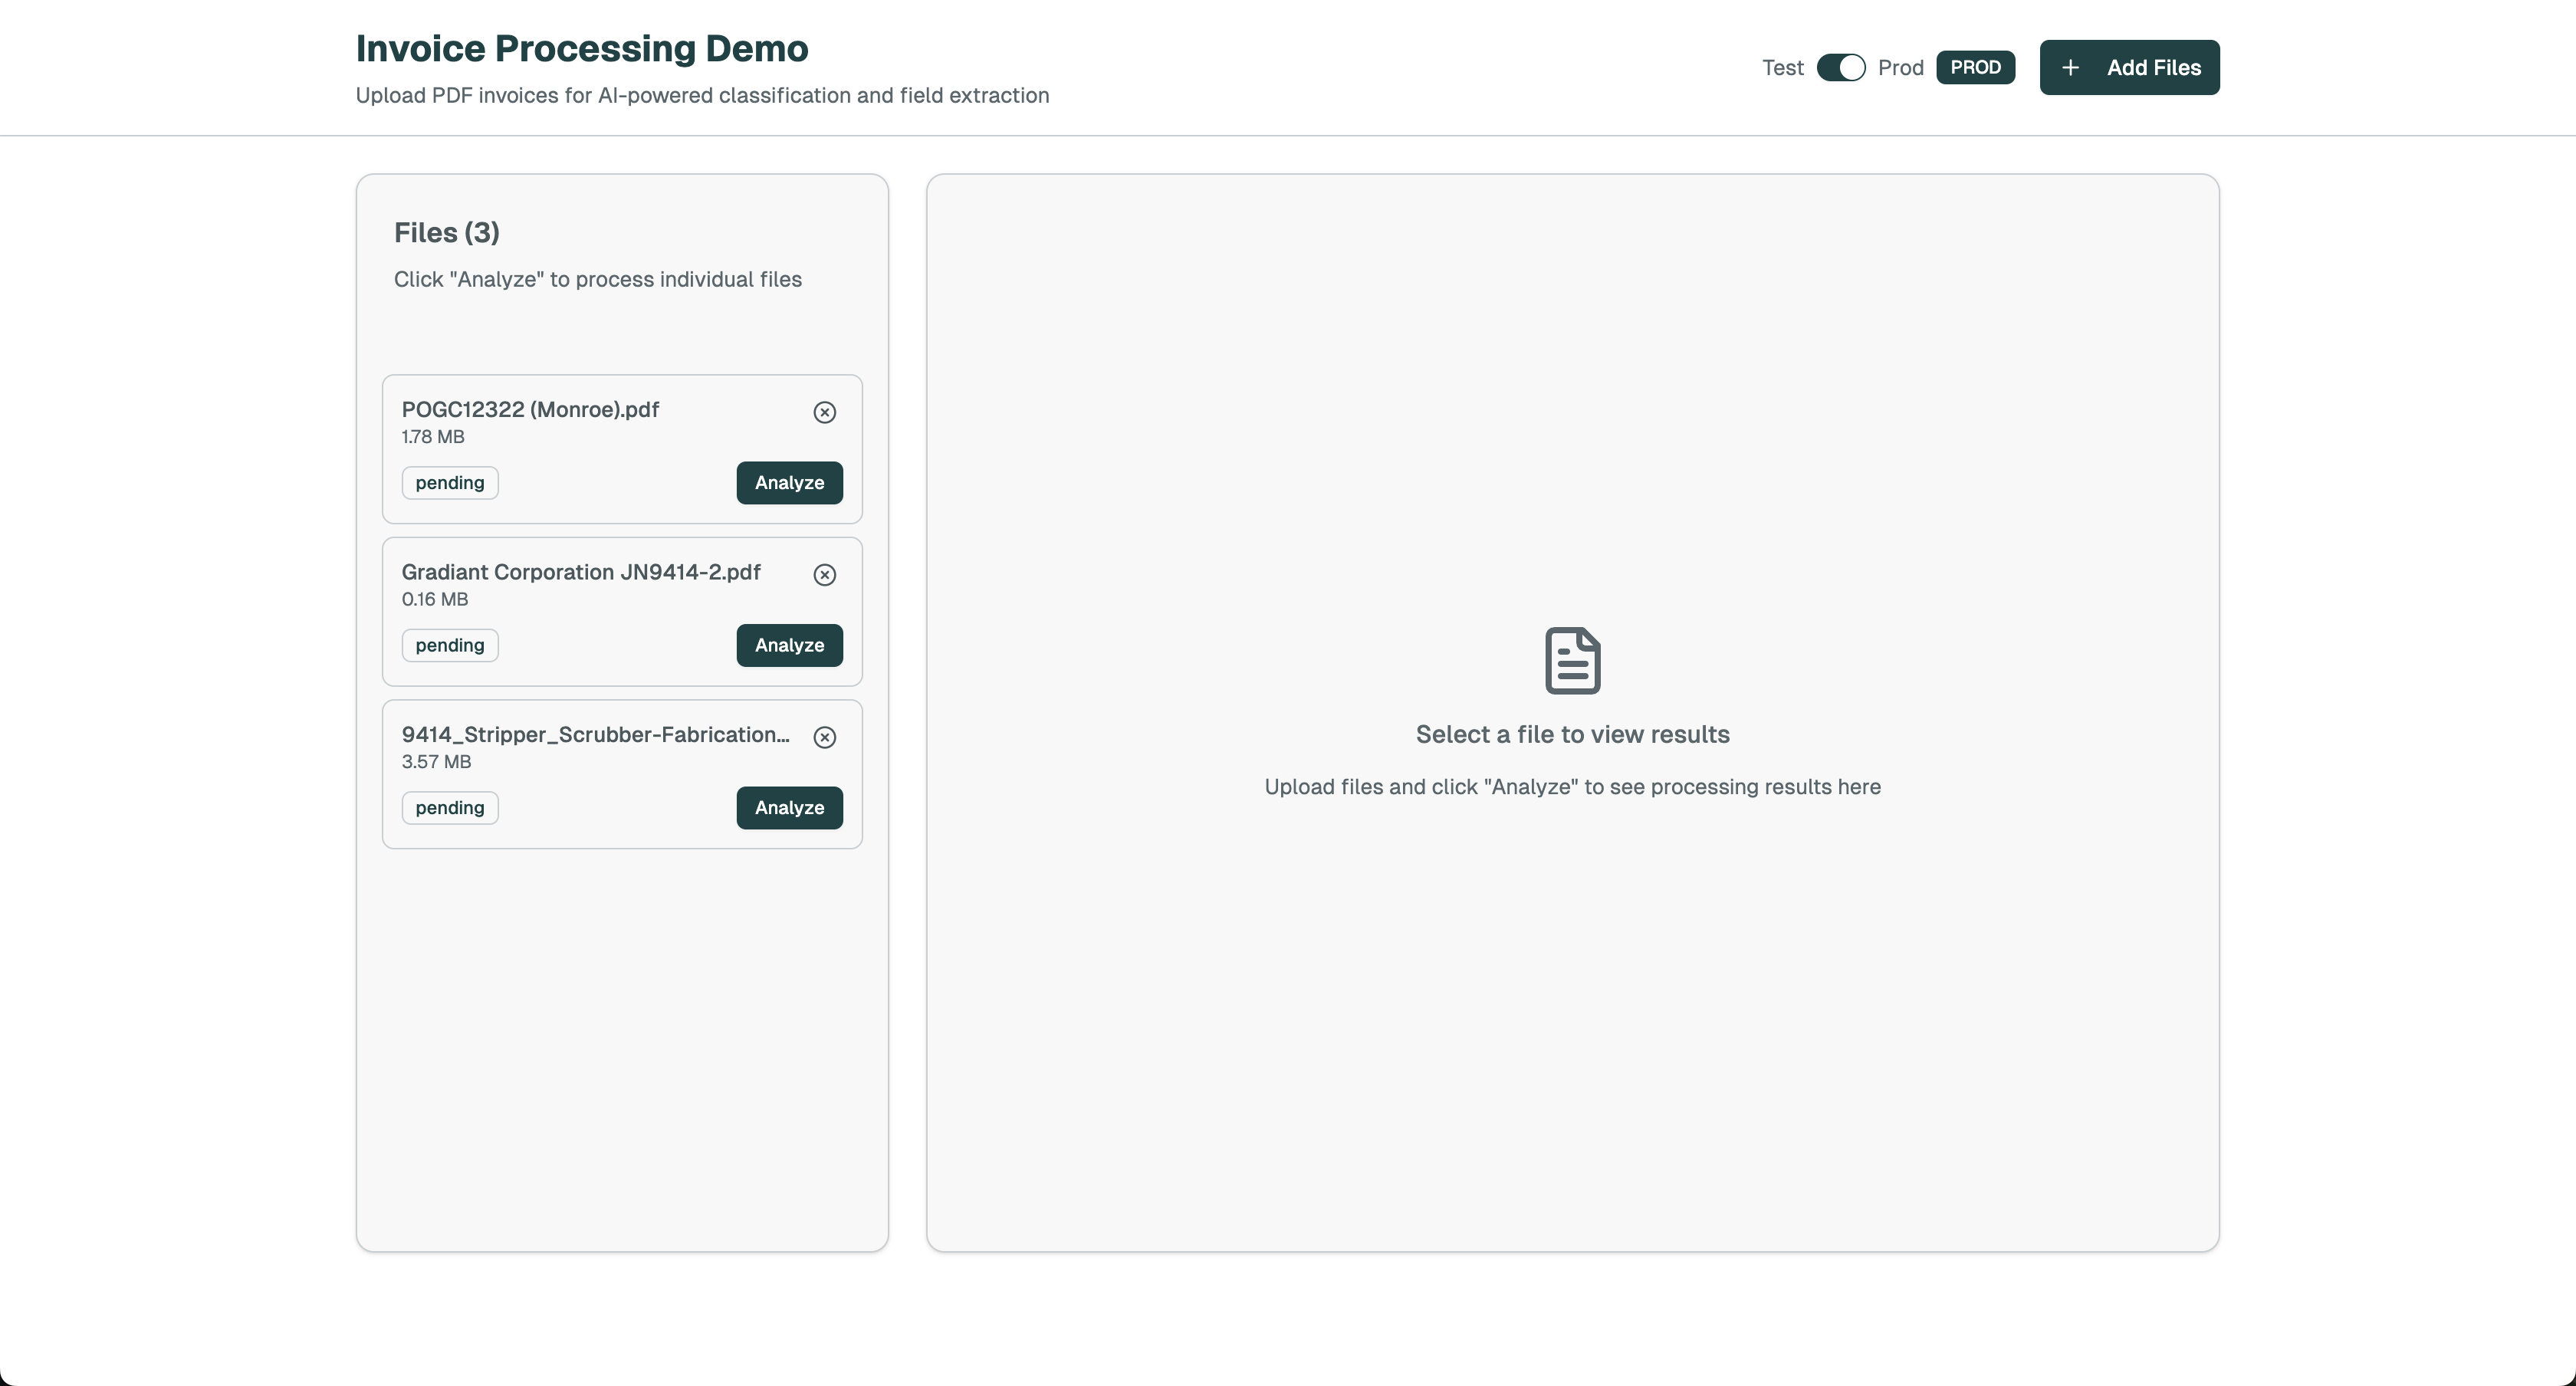 Invoice Processing Demo
Upload PDF invoices for AI-powered classification and field extraction
Test Prod PROD + Add Files
Files (3)
Click "Analyze" to process individual files
POGC12322 (Monroe).pdf
1.78 MB
pending Analyze
Gradiant Corporation JN9414-2.pdf
0.16 MB
pending Analyze
9414_Stripper_Scrubber-Fabrication...
3.57 MB
pending Analyze
Select a file to view results
Upload files and click "Analyze" to see processing results here